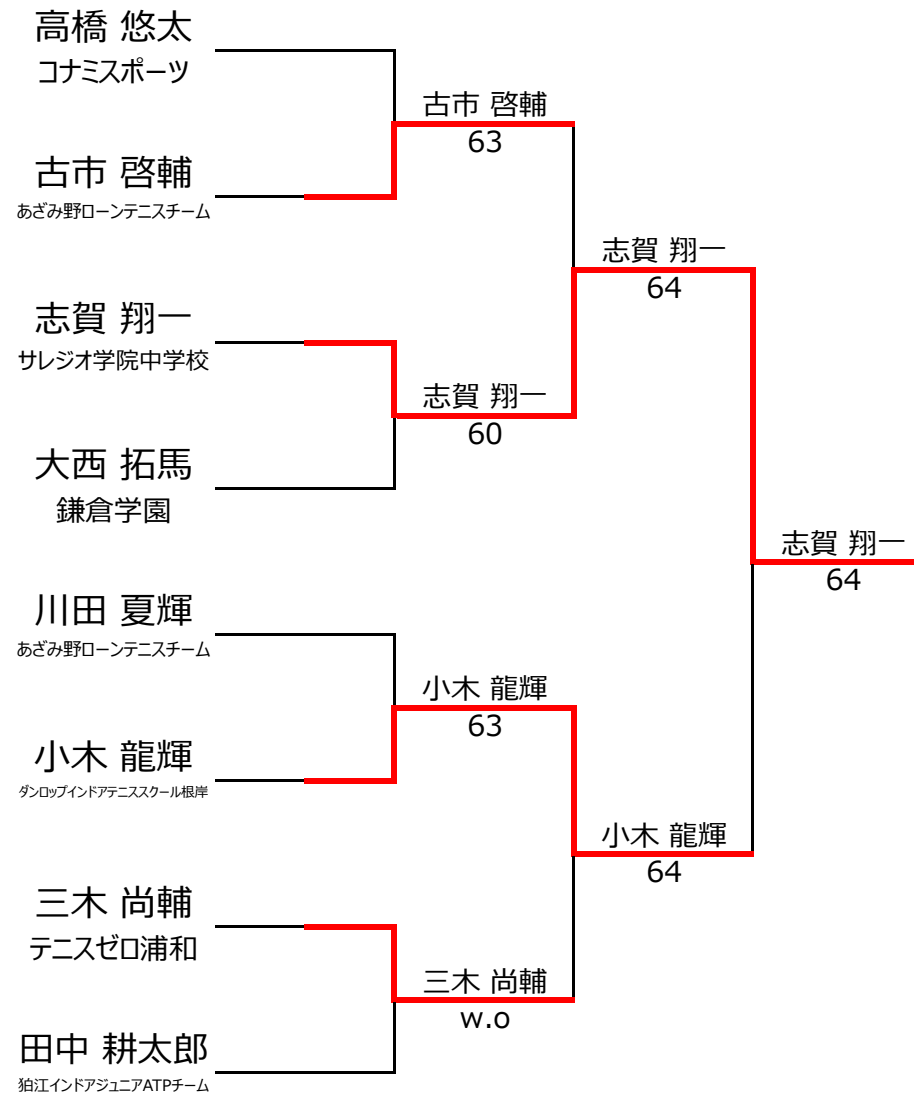 高橋 悠太
コナミスポーツ
古市 啓輔
あざみ野ローンテニスチーム
志賀 翔一
サレジオ学院中学校
大西 拓馬
鎌倉学園
川田 夏輝
あざみ野ローンテニスチーム
小木 龍輝
ダンロップインドアテニススクール根岸
三木 尚輔
テニスゼロ浦和
田中 耕太郎
狛江インドアジュニアATPチーム
古市 啓輔
63
志賀 翔一
60
小木 龍輝
63
三木 尚輔
w.o
志賀 翔一
64
小木 龍輝
64
志賀 翔一
64